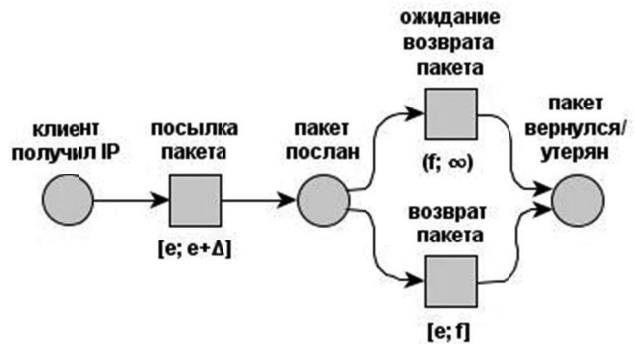 клиент
получил IP
посылка
пакета
[e; e+Δ]
пакет
послан
ожидание
возврата
пакета
(f; ∞)
возврат
пакета
[e; f]
пакет
вернулся/
утерян